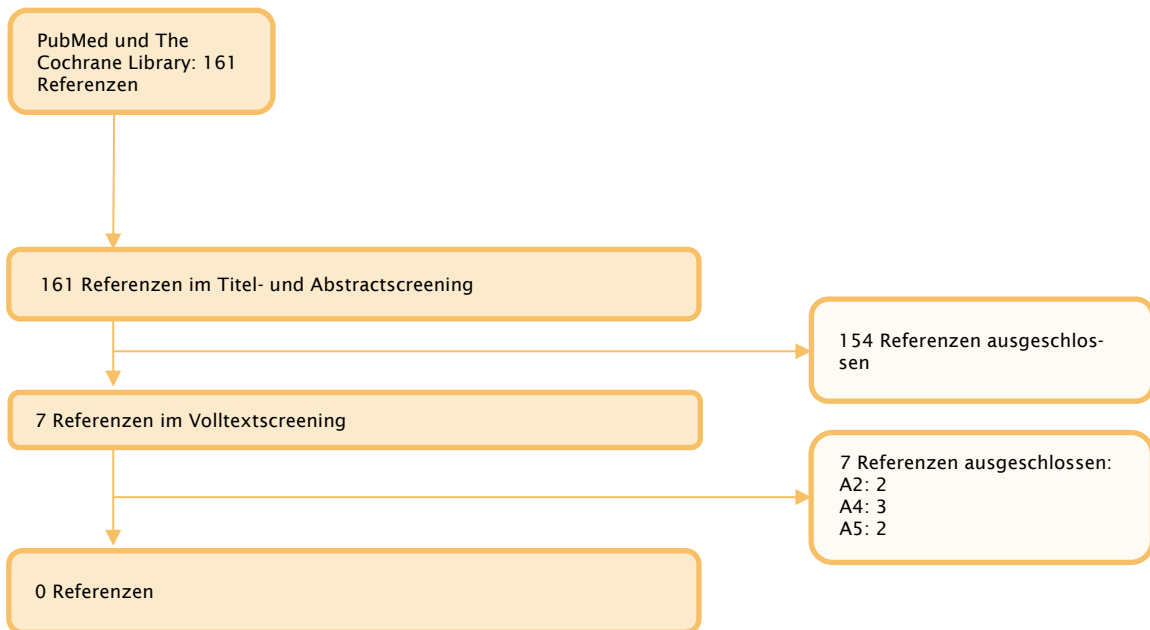 PubMed und The
Cochrane Library: 161
Referenzen
161 Referenzen im Titel- und Abstractscreening
154 Referenzen ausgeschlos-
sen
7 Referenzen im Volltextscreening
7 Referenzen ausgeschlossen:
A2: 2
A4: 3
A5: 2
0 Referenzen